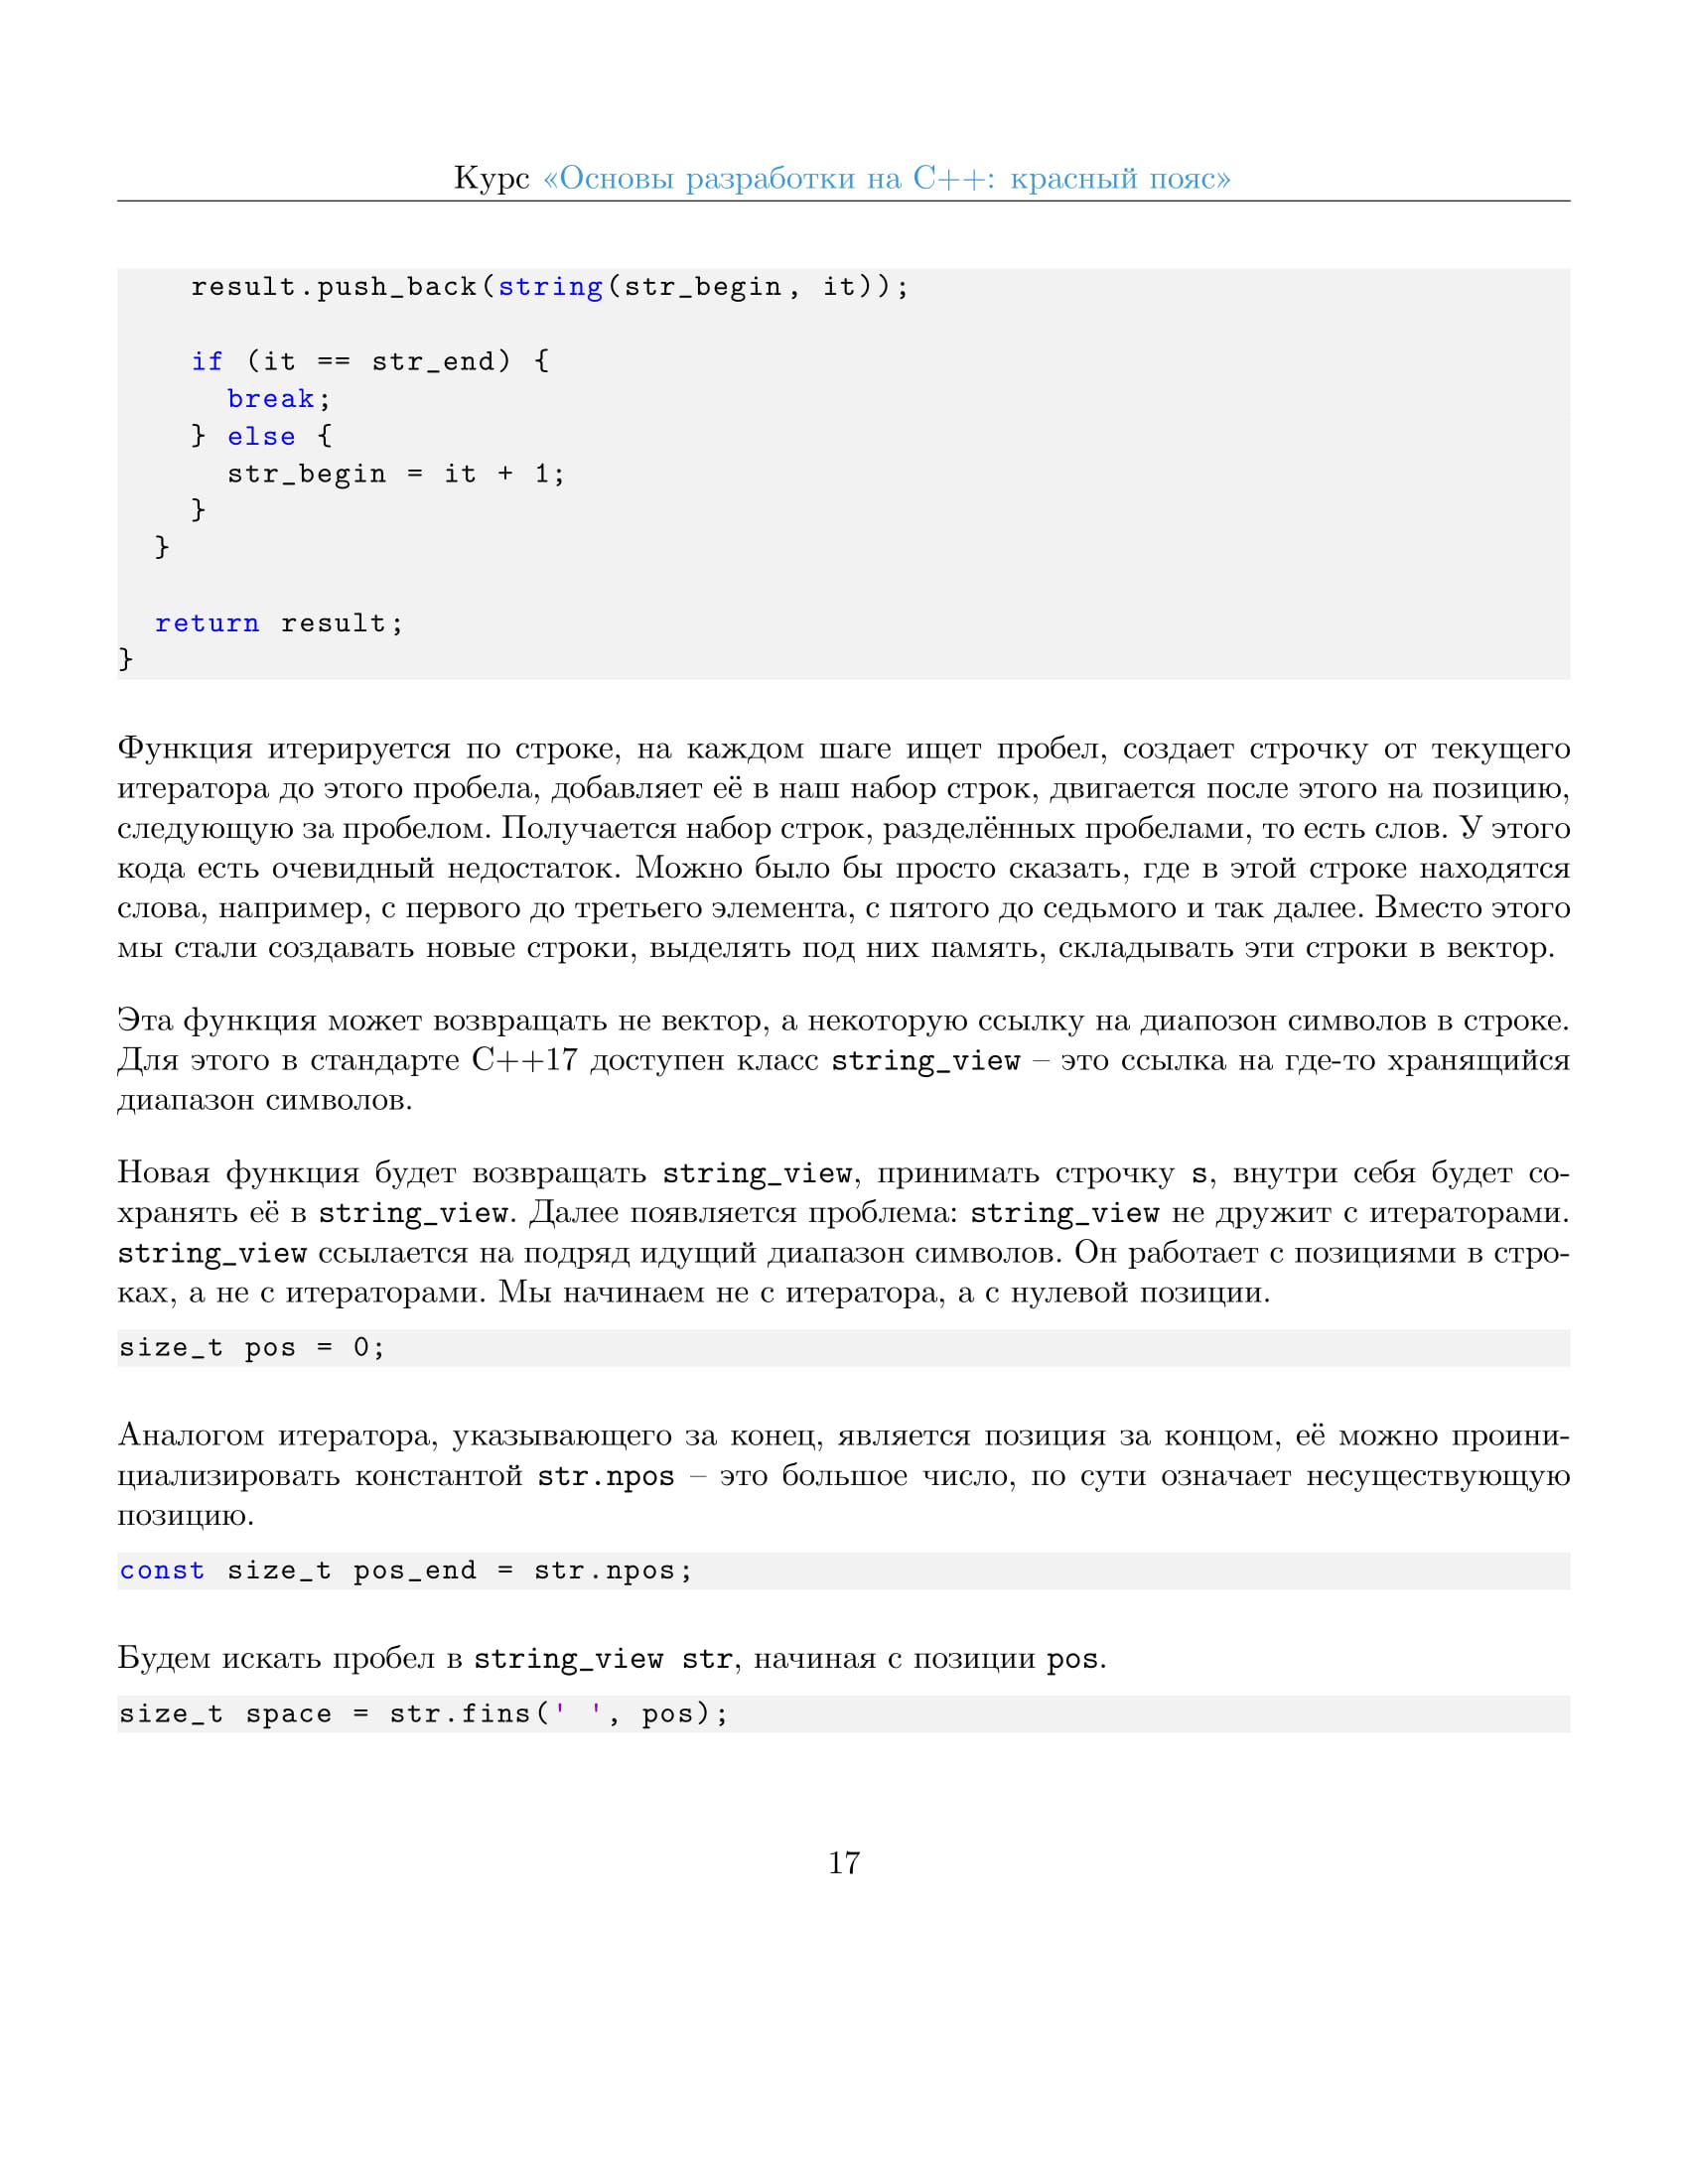 Курс «Основы разработки на C++: красный пояс»
result.push_back(string(str_begin, it));
if (it == str_end) {
break;
} else {
str_begin = it + 1;
}
}
return result;
}
Функция итерируется по строке, на каждом шаге ищет пробел, создает строчку от текущего
итератора до этого пробела, добавляет её в наш набор строк, двигается после этого на позицию,
следующую за пробелом. Получается набор строк, разделённых пробелами, то есть слов. У этого
кода есть очевидный недостаток. Можно было бы просто сказать, где в этой строке находятся
слова, например, с первого до третьего элемента, с пятого до седьмого и так далее. Вместо этого
мы стали создавать новые строки, выделять под них память, складывать эти строки в вектор.
Эта функция может возвращать не вектор, а некоторую ссылку на диапозон символов в строке.
Для этого в стандарте C++17 доступен класс string_view – это ссылка на где-то хранящийся
диапазон символов.
Новая функция будет возвращать string_view, принимать строчку s, внутри себя будет со-
хранять её в string_view. Далее появляется проблема: string_view не дружит с итераторами.
string_view ссылается на подряд идущий диапазон символов. Он работает с позициями в стро-
ках, а не с итераторами. Мы начинаем не с итератора, а с нулевой позиции.
size_t pos = 0;
Аналогом итератора, указывающего за конец, является позиция за концом, её можно проини-
циализировать константой str.npos – это большое число, по сути означает несуществующую
позицию.
const size_t pos_end = str.npos;
Будем искать пробел в string_view str, начиная с позиции pos.
size_t space = str.fins(' ', pos);
17